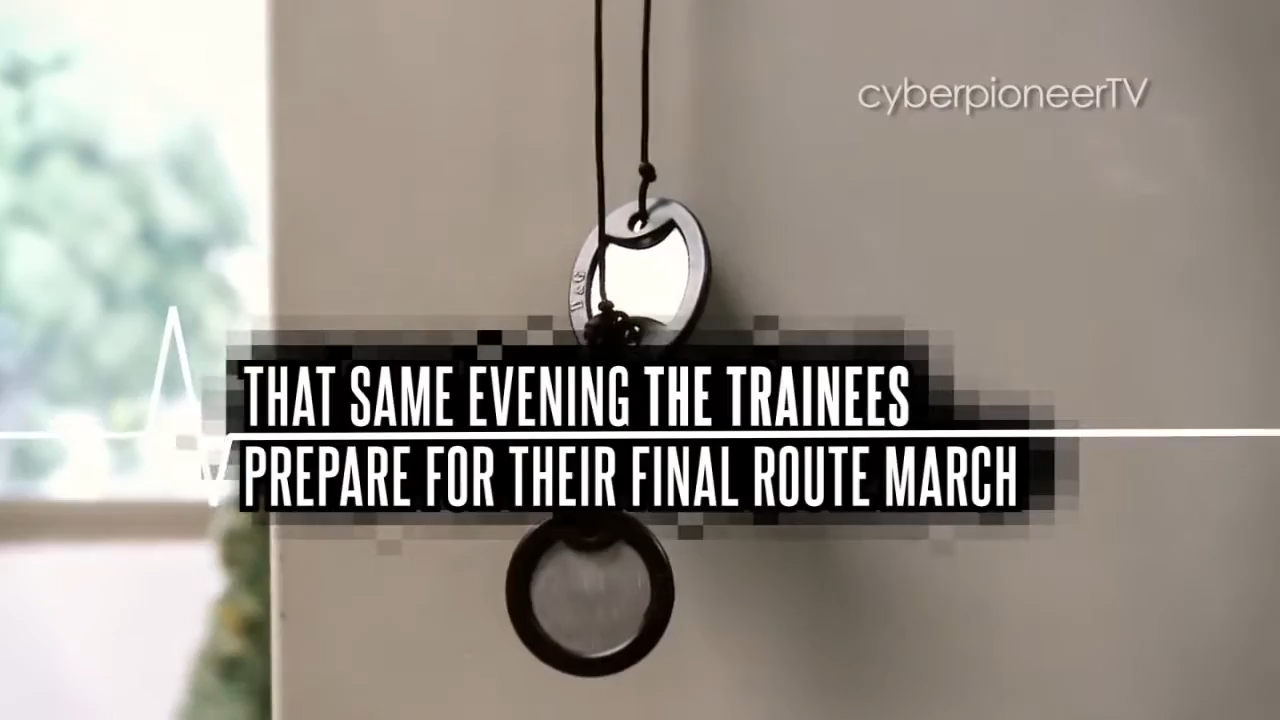 cyberpioneerTV
THAT SAME EVENING THE TRAINEES
PREPARE FOR THEIR FINAL ROUTE MARCH